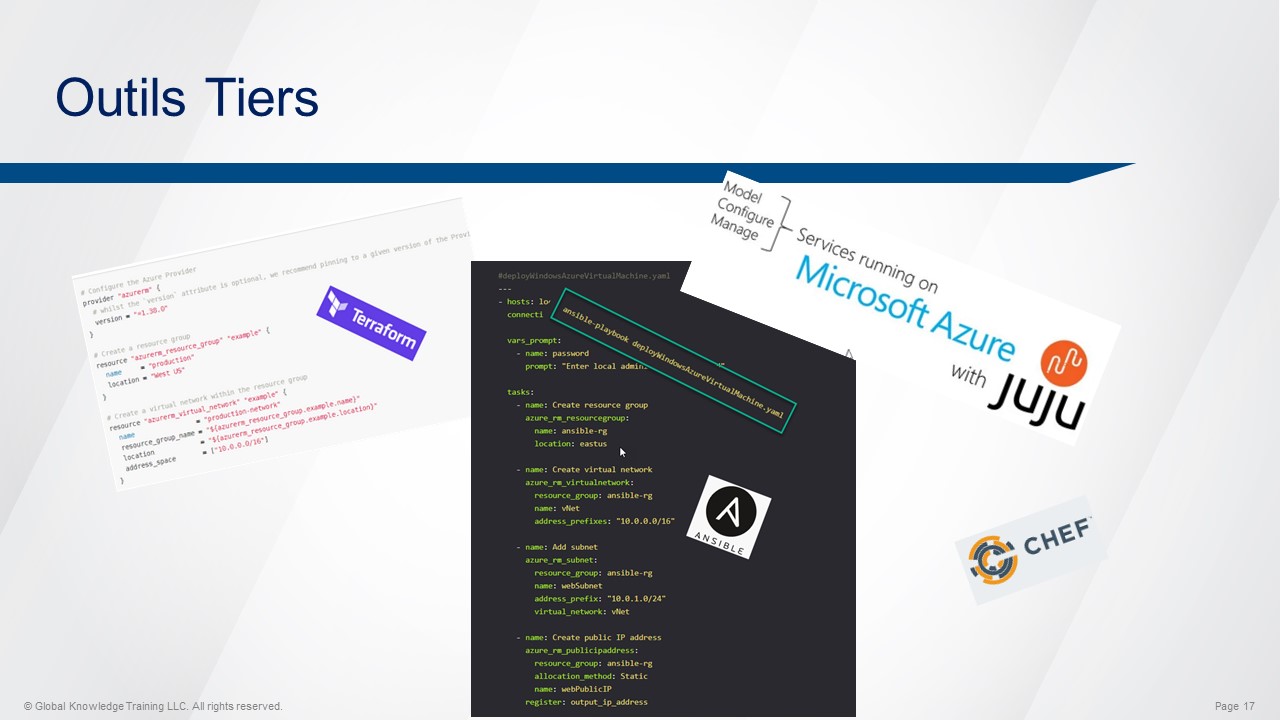 Outils Tiers
# Configure the Azure Provider
provider "azurerm" {
# whilst the `version` attribute is optional, we recommend pinning to a given version of the Provi
version = "=1.38.0"
}
# Create a resource group
resource "azurerm_resource_group" "example" {
name = "production"
location = "West US"
}
# Create a virtual network within the resource group
resource "azurerm_virtual_network" "example" {
name = "production-network"
resource_group_name = "${azurerm_resource_group.example.name}"
location = "${azurerm_resource_group.example.location}"
address_space = ["10.0.0.0/16"]
}
Terraform
#deployWindowsAzureVirtualMachine.yaml
---
- hosts: lo
connecti
ansible-playbook deployWindowsAzureVirtualMachine.yaml
vars_prompt:
- name: password
prompt: "Enter local admin
tasks:
- name: Create resource group
azure_rm_resourcegroup:
name: ansible-rg
location: eastus
- name: Create virtual network
azure_rm_virtualnetwork:
resource_group: ansible-rg
name: vNet
address_prefixes: "10.0.0.0/16"
- name: Add subnet
azure_rm_subnet:
resource_group: ansible-rg
name: webSubnet
address_prefix: "10.0.1.0/24"
virtual_network: vNet
- name: Create public IP address
azure_rm_publicipaddress:
resource_group: ansible-rg
allocation_method: Static
name: webPublicIP
register: output_ip_address
ANSIBLE
Model
Configure
Manage
Services running on
Microsoft Azure
with juju
CHEF™
© Global Knowledge Training LLC. All rights reserved.
Page 17